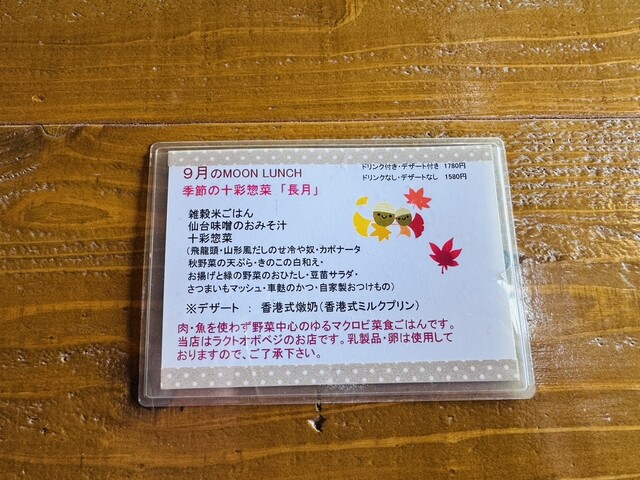 ９月のMOON LUNCH
ドリンク付き・デザート付き 1780円
ドリンクなし・デザートなし 1580円
季節の十彩惣菜 「長月」
雑穀米ごはん
仙台味噌のおみそ汁
十彩惣菜
(飛龍頭・山形風だしのせ冷や奴・カポナータ
秋野菜の天ぷら・きのこの白和え・
お揚げと緑の野菜のおひたし・豆苗サラダ・
さつまいもマッシュ・車麩のかつ・自家製おつけもの)
※デザート ： 香港式燉奶(香港式ミルクプリン)
肉・魚を使わず野菜中心のゆるマクロビ菜食ごはんです。
当店はラクトオボベジのお店です。乳製品・卵は使用して
おりますので、ご了承下さい。